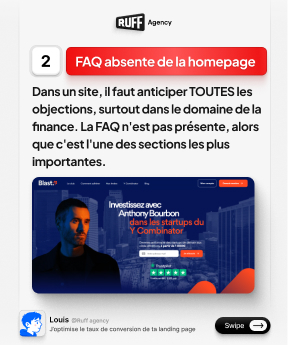 RUFF Agency
2 FAQ absente de la homepage
Dans un site, il faut anticiper TOUTES les
objections, surtout dans le domaine de la
finance. La FAQ n'est pas présente, alors
que c'est l'une des sections les plus
importantes.
Blast.
Investissez avec
Anthony Bourbon
dans les startups du
Y Combinator
Trustpilot
Louis @Ruff agency
J'optimise le taux de conversion de ta landing page
Swipe